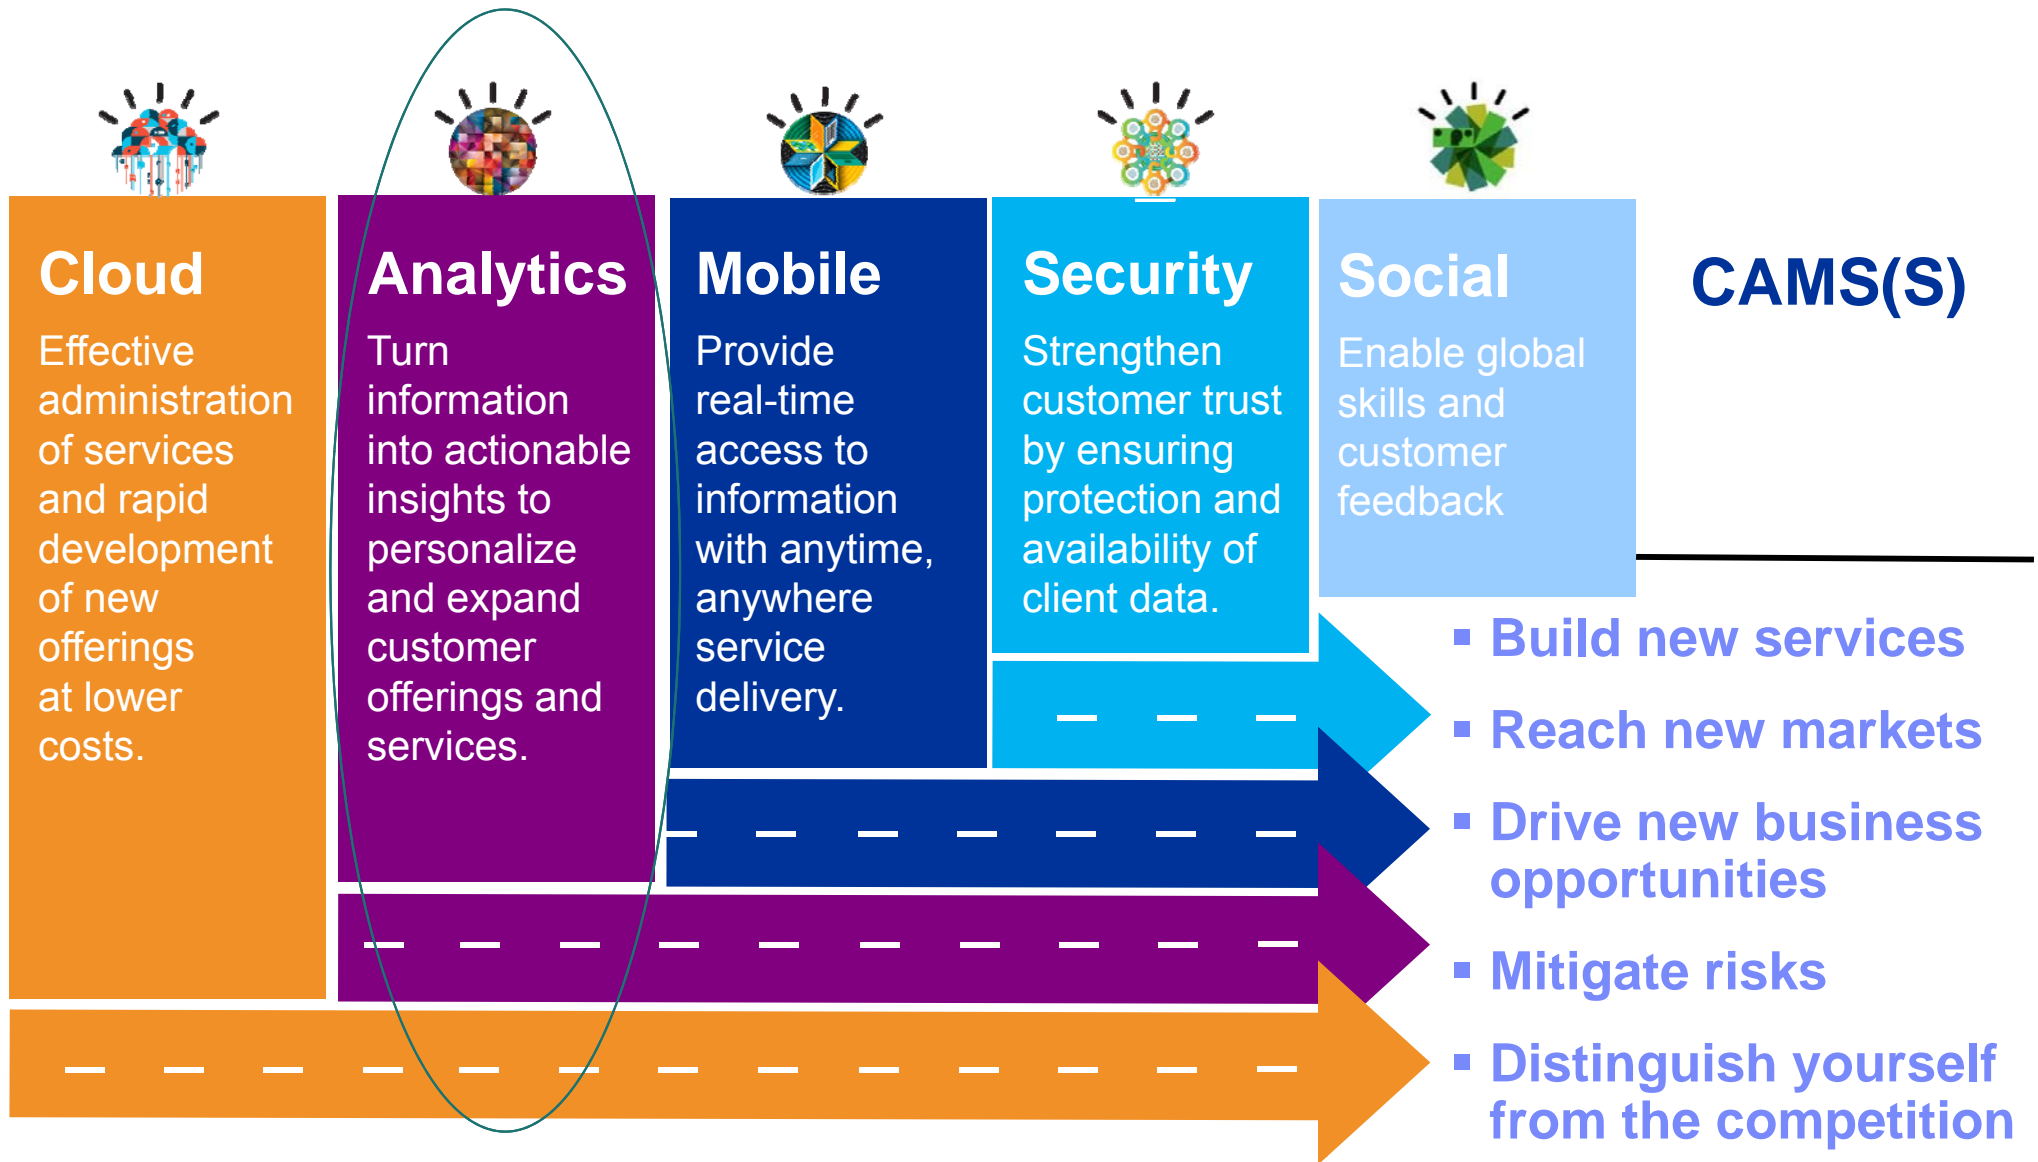 Cloud
Effective
administration
of services
and rapid
development
of new
offerings
at lower
costs.
Analytics
Turn
information
into actionable
insights to
personalize
and expand
customer
offerings and
services.
Mobile
Provide
real-time
access to
information
with anytime,
anywhere
service
delivery.
Security
Strengthen
customer trust
by ensuring
protection and
availability of
client data.
Social
Enable global
skills and
customer
feedback
CAMS(S)
▪ Build new services
▪ Reach new markets
▪ Drive new business
opportunities
▪ Mitigate risks
▪ Distinguish yourself
from the competition